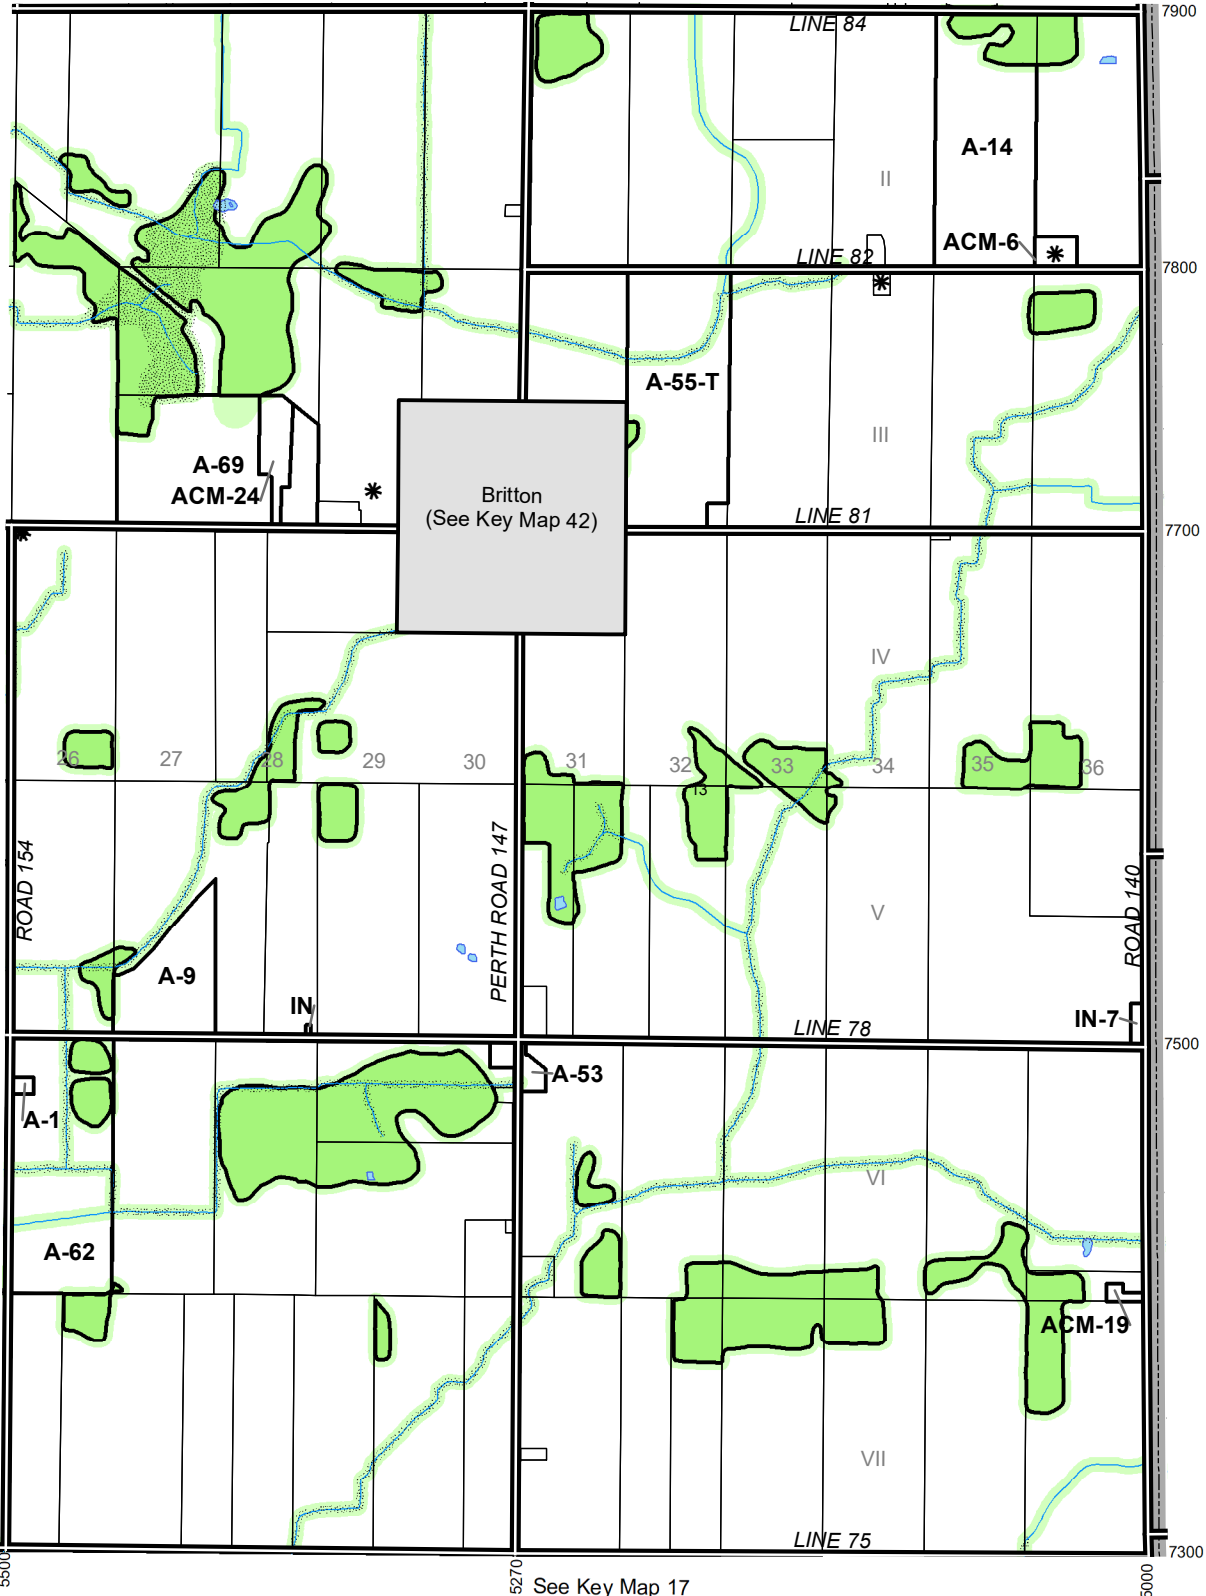 LINE 84
7900
A-14
II
ACM-6
LINE 82
7800
A-55-T
III
A-69
ACM-24
Britton
(See Key Map 42)
LINE 81
7700
IV
26
27
28
29
30
31
32
33
34
35
36
13
ROAD 154
PERTH ROAD 147
ROAD 140
V
A-9
IN
LINE 78
IN-7
7500
A-53
A-1
VI
A-62
ACM-19
VII
LINE 75
7300
5500
5270
5000
See Key Map 17